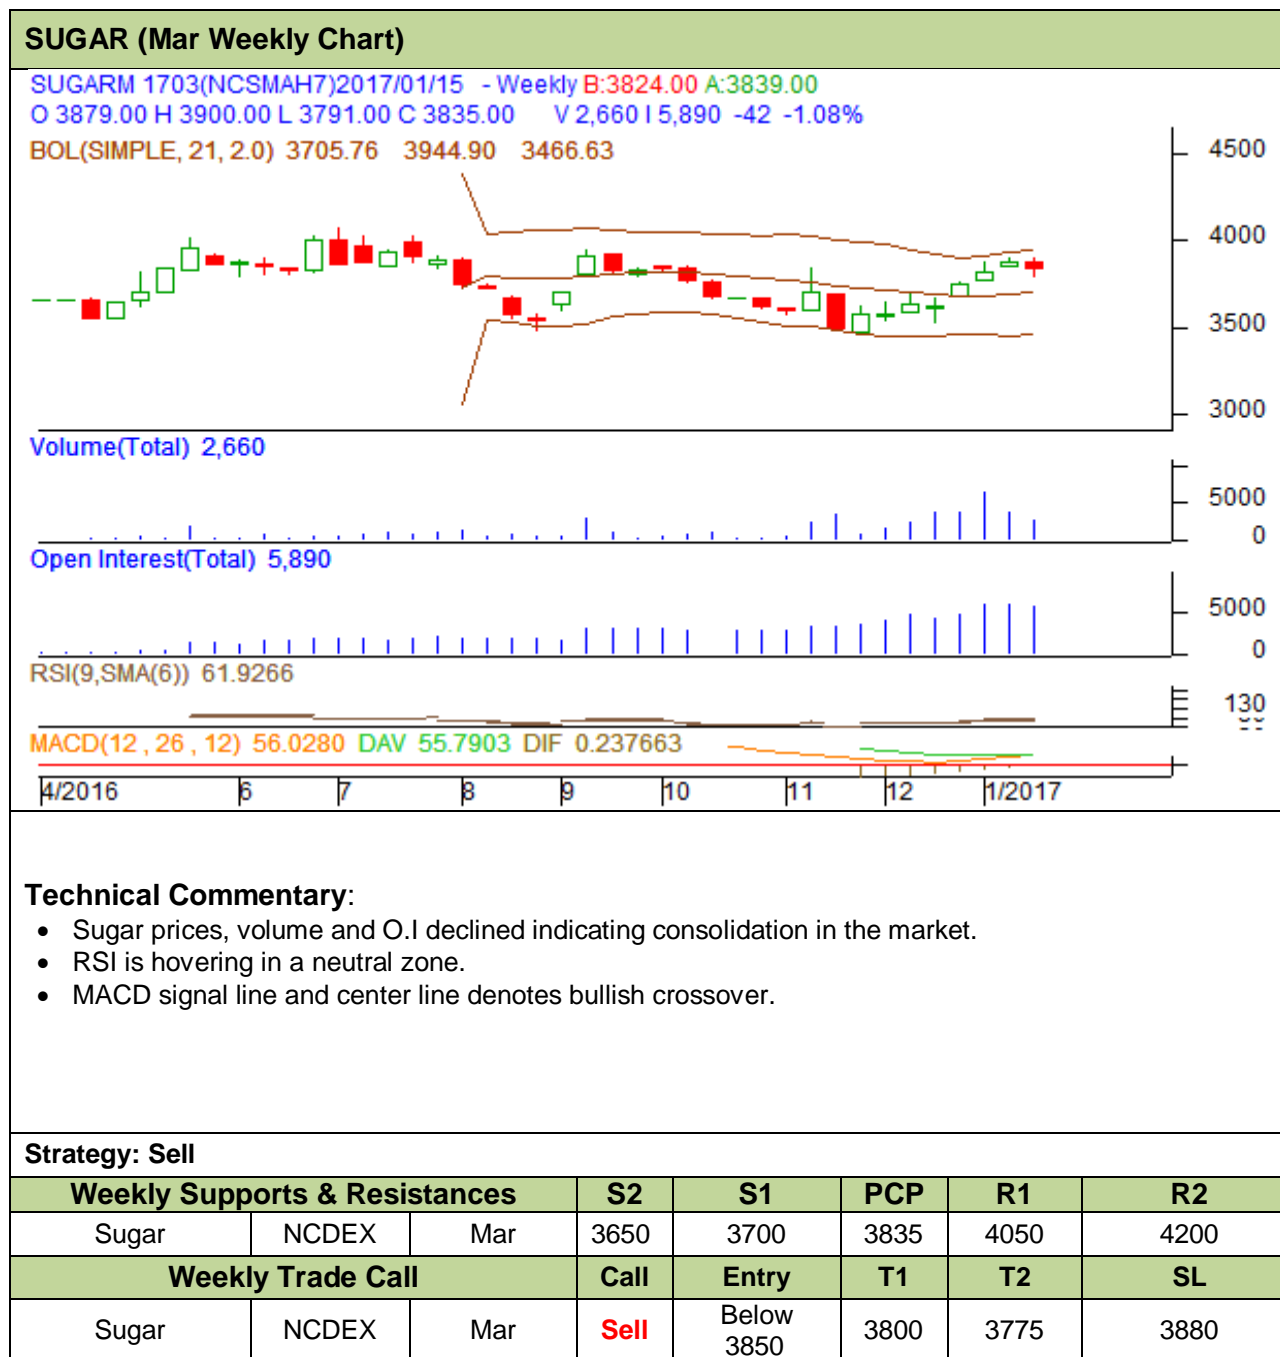 SUGAR (Mar Weekly Chart)
SUGARM 1703(NCSMAH7)2017/01/15 - Weekly B:3824.00 A:3839.00
O 3879.00 H 3900.00 L 3791.00 C 3835.00 V 2,660 I 5,890 -42 -1.08%
BOL(SIMPLE, 21, 2.0) 3705.76 3944.90 3466.63
4500
4000
3500
3000
Volume(Total) 2,660
5000
0
Open Interest(Total) 5,890
5000
0
RSI(9,SMA(6)) 61.9266
130
MACD(12 , 26 , 12) 56.0280 DAV 55.7903 DIF 0.237663
4/2016 6 7 8 9 10 11 12 1/2017
Technical Commentary:
• Sugar prices, volume and O.I declined indicating consolidation in the market.
• RSI is hovering in a neutral zone.
• MACD signal line and center line denotes bullish crossover.
Strategy: Sell
Weekly Supports & Resistances S2 S1 PCP R1 R2
Sugar NCDEX Mar 3650 3700 3835 4050 4200
Weekly Trade Call Call Entry T1 T2 SL
Sugar NCDEX Mar Sell Below 3850 3800 3775 3880